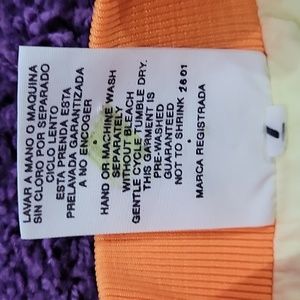 LAVAR A MANO O MAQUINA
SIN CLORO POR SEPARADO
CICLO LENTO
ESTA PRENDA ESTA
PRELAVADA GARANTIZADA
A NO ENCOGER
•
HAND OR MACHINE WASH
SEPARATELY
WITHOUT BLEACH
GENTLE CYCLE TUMBLE DRY.
THIS GARMENT IS
PRE-WASHED
GUARANTEED
NOT TO SHRINK 2601
•
MARCA REGISTRADA